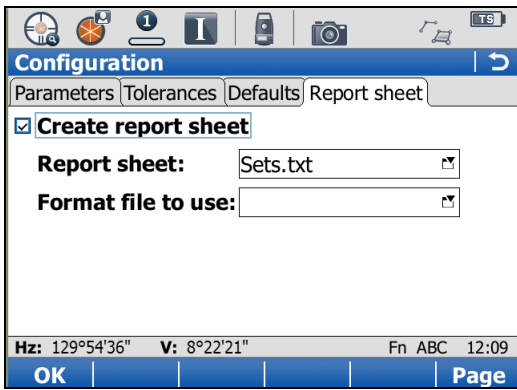 1 I TS
Configuration
Parameters Tolerances Defaults Report sheet
Create report sheet
Report sheet: Sets.txt
Format file to use:
Hz: 129°54'36" V: 8°22'21" Fn ABC 12:09
OK Page